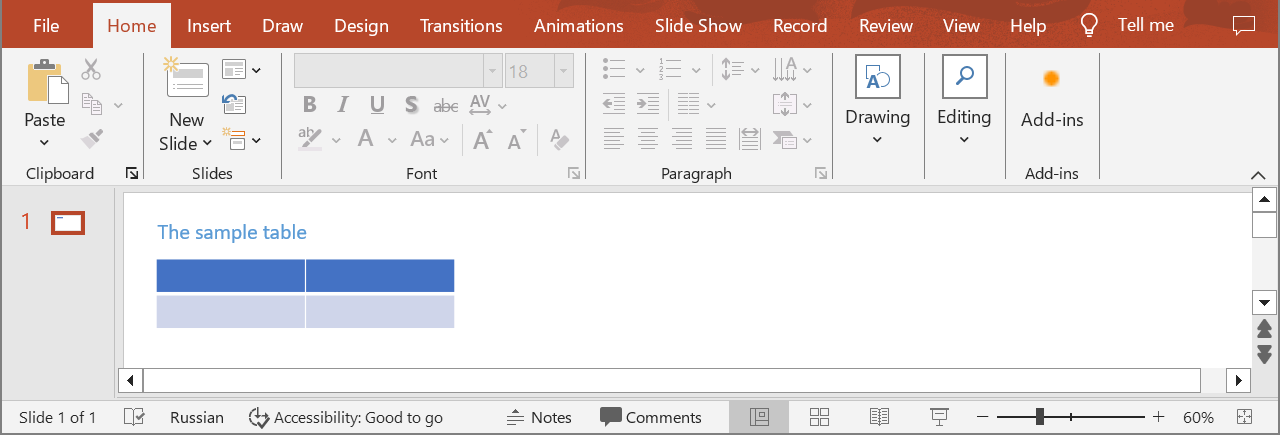 File Home Insert Draw Design Transitions Animations Slide Show Record Review View Help Tell me
18
Paste
New
Slide
B I U S abc AV
ab A Aa A A A
Drawing
Editing
Add-ins
Clipboard Slides Font Paragraph Add-ins
1
The sample table
Slide 1 of 1 Russian Accessibility: Good to go Notes Comments 60%